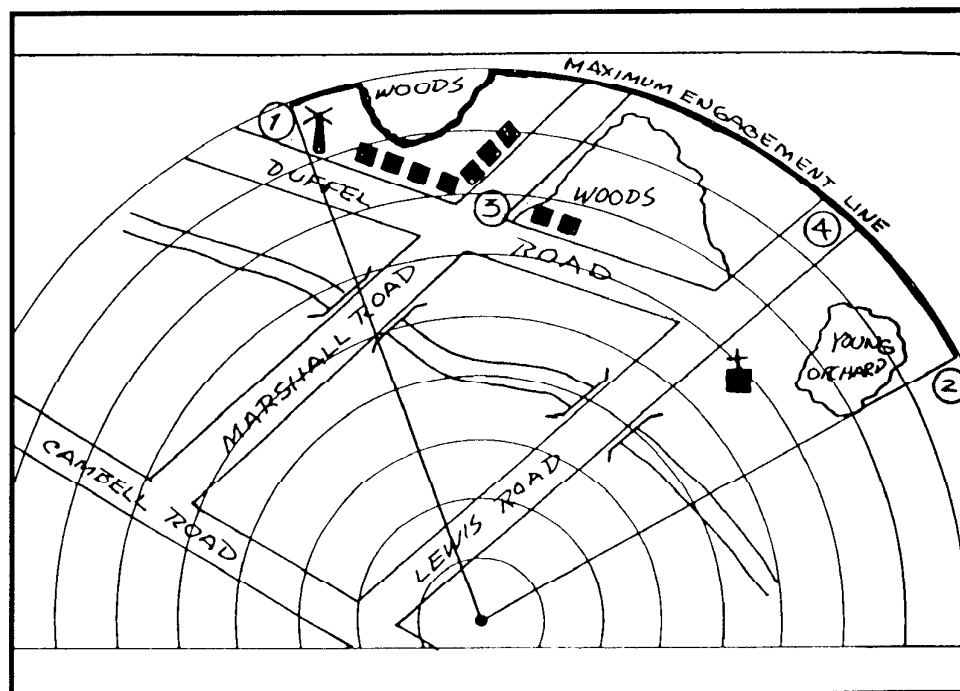 MAXIMUM ENGAGEMENT LINE
WOODS
1
DUFFEL
ROAD
3
WOODS
4
MARSHALL ROAD
YOUNG
ORCHARD
2
CAMBELL ROAD
LEWIS ROAD